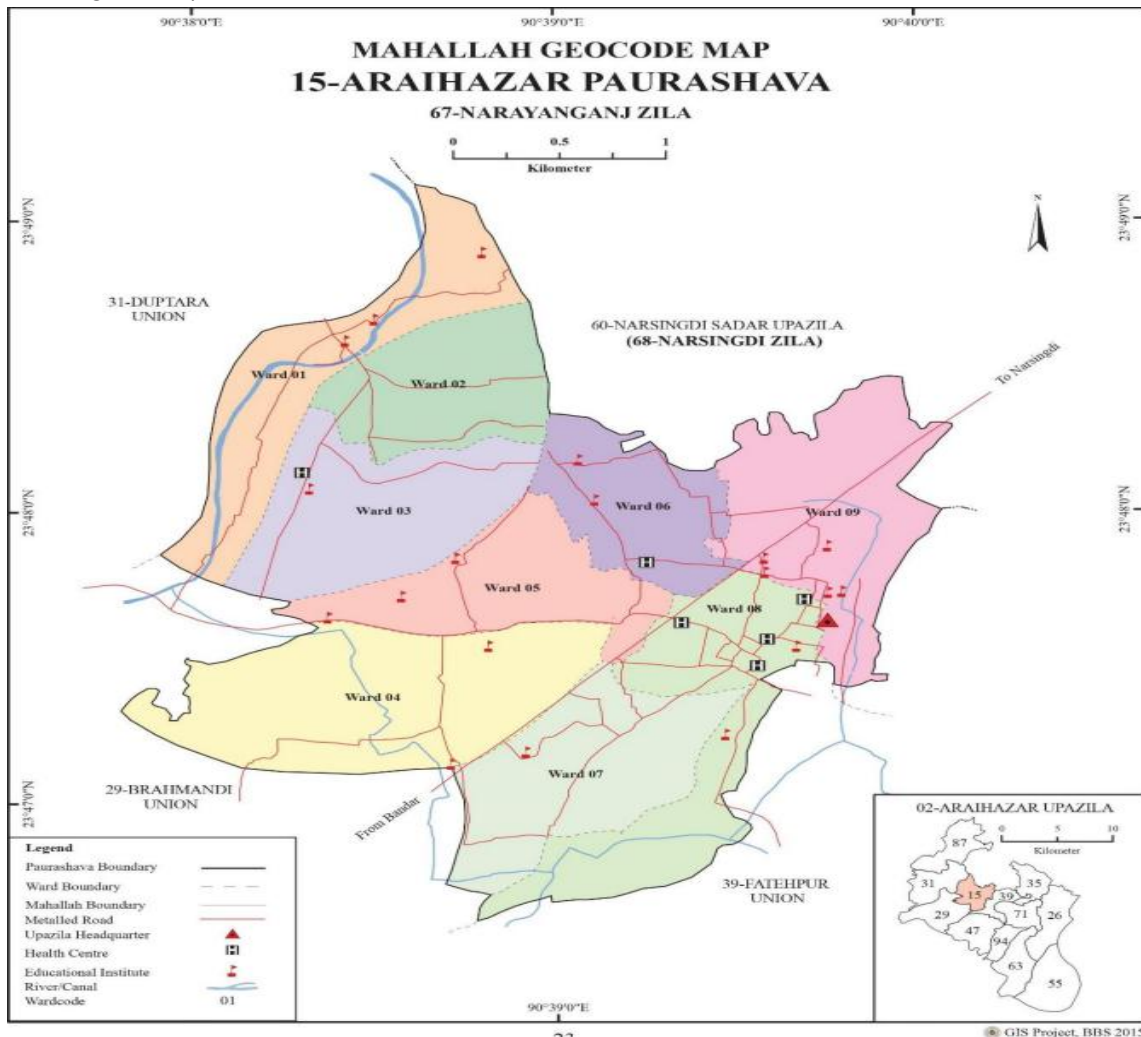 90°38'0"E
90°39'0"E
90°40'0"E
MAHALLAH GEOCODE MAP
15-ARAIHAZAR PAURASHAVA
67-NARAYANGANJ ZILA
0 0.5 1
Kilometer
N
23°49'0"N
23°49'0"N
31-DUPTARA
UNION
60-NARSINGDI SADAR UPAZILA
(68-NARSINGDI ZILA)
To Narsingdi
Ward 01
Ward 02
Ward 03
Ward 06
Ward 09
23°48'0"N
23°48'0"N
Ward 05
Ward 08
Ward 04
Ward 07
29-BRAHMANDI
UNION
From Bandar
23°47'0"N
39-FATEHPUR
UNION
Legend
Paurashava Boundary
Ward Boundary
Mahallah Boundary
Metalled Road
Upazila Headquarter
Health Centre
H
Educational Institute
River/Canal
Wardcode 01
02-ARAIHAZAR UPAZILA
0 5 10
Kilometer
87
31
15
39
35
29
71
26
47
94
63
55
90°39'0"E
GIS Project, BBS 2015